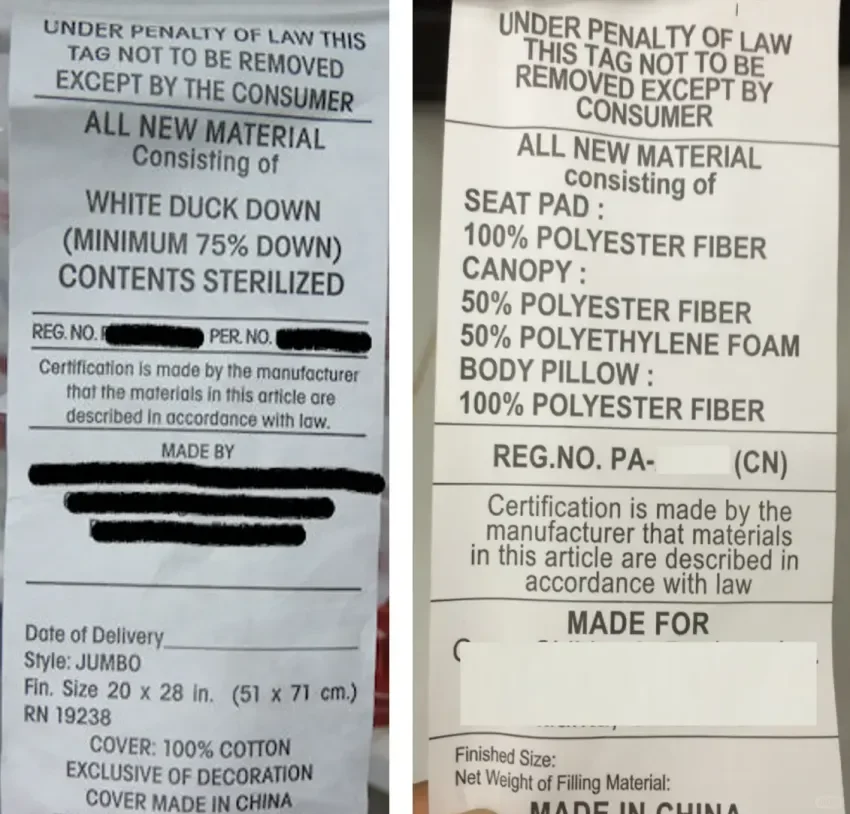 UNDER PENALTY OF LAW THIS
TAG NOT TO BE REMOVED
EXCEPT BY THE CONSUMER
ALL NEW MATERIAL
Consisting of
WHITE DUCK DOWN
(MINIMUM 75% DOWN)
CONTENTS STERILIZED
REG. NO. PER. NO.
Certification is made by the manufacturer
that the materials in this article are
described in accordance with law.
MADE BY
Date of Delivery
Style: JUMBO
Fin. Size 20 x 28 in. (51 x 71 cm.)
RN 19238
COVER: 100% COTTON
EXCLUSIVE OF DECORATION
COVER MADE IN CHINA
UNDER PENALTY OF LAW
THIS TAG NOT TO BE
REMOVED EXCEPT BY
CONSUMER
ALL NEW MATERIAL
consisting of
SEAT PAD :
100% POLYESTER FIBER
CANOPY :
50% POLYESTER FIBER
50% POLYETHYLENE FOAM
BODY PILLOW :
100% POLYESTER FIBER
REG.NO. PA- (CN)
Certification is made by the
manufacturer that materials
in this article are described in
accordance with law
MADE FOR
Finished Size:
Net Weight of Filling Material:
MADE IN CHINA